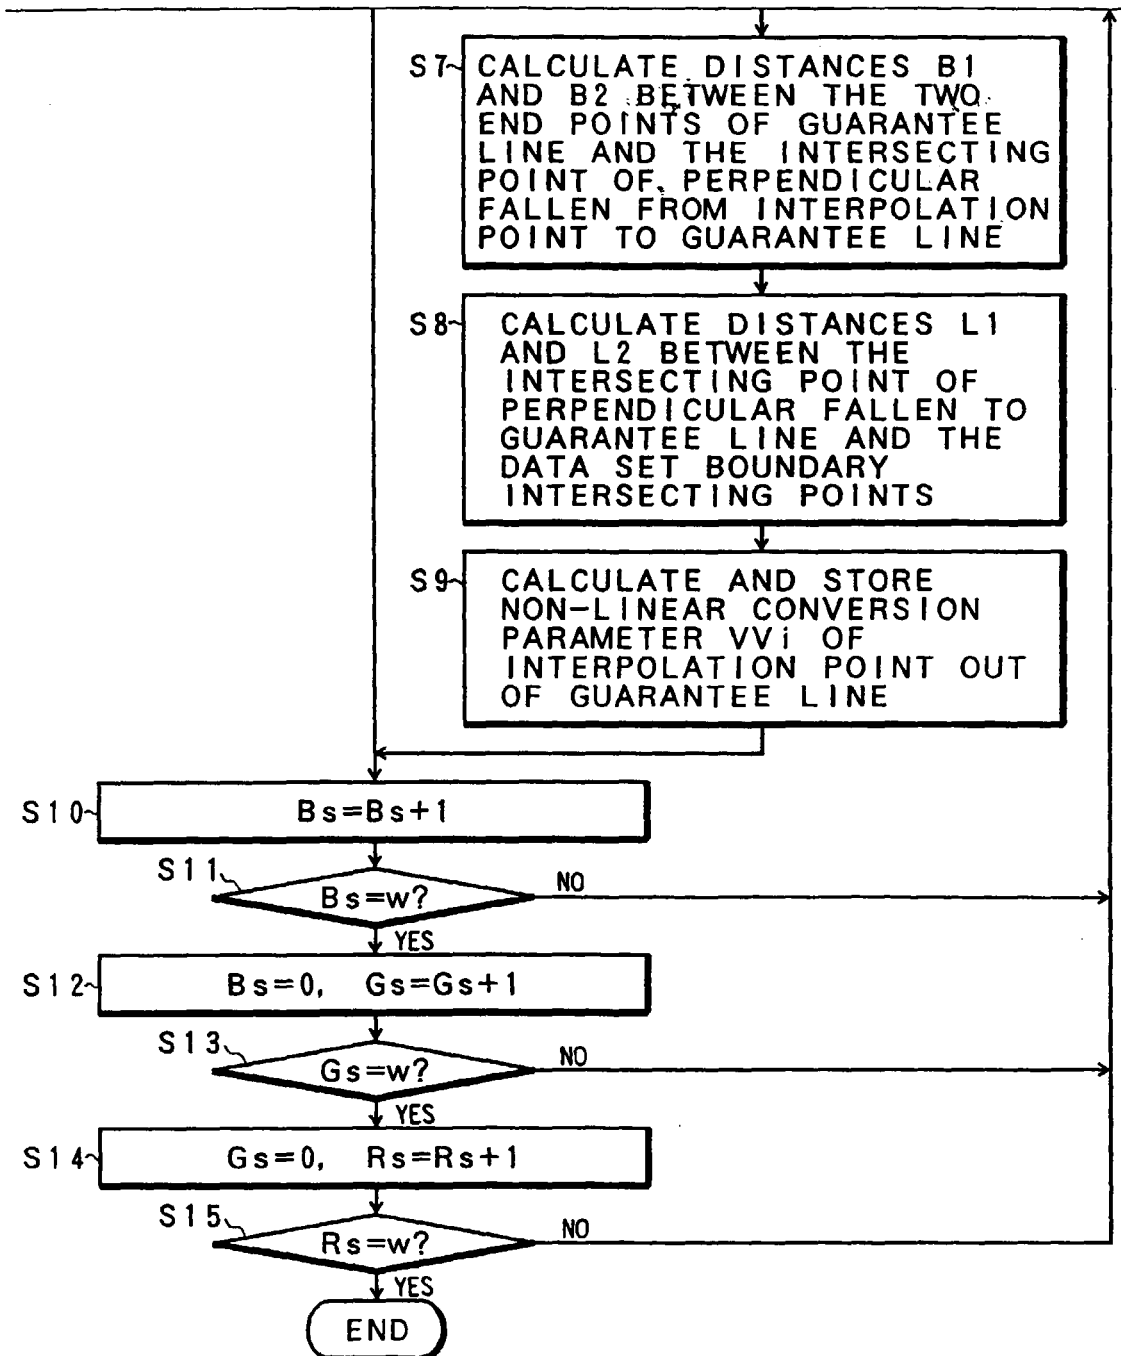 S7
CALCULATE DISTANCES B1
AND B2 BETWEEN THE TWO
END POINTS OF GUARANTEE
LINE AND THE INTERSECTING
POINT OF PERPENDICULAR
FALLEN FROM INTERPOLATION
POINT TO GUARANTEE LINE
S8
CALCULATE DISTANCES L1
AND L2 BETWEEN THE
INTERSECTING POINT OF
PERPENDICULAR FALLEN TO
GUARANTEE LINE AND THE
DATA SET BOUNDARY
INTERSECTING POINTS
S9
CALCULATE AND STORE
NON-LINEAR CONVERSION
PARAMETER VVi OF
INTERPOLATION POINT OUT
OF GUARANTEE LINE
S10
Bs=Bs+1
S11
Bs=w?
NO
YES
S12
Bs=0, Gs=Gs+1
S13
Gs=w?
NO
YES
S14
Gs=0, Rs=Rs+1
S15
Rs=w?
NO
YES
END